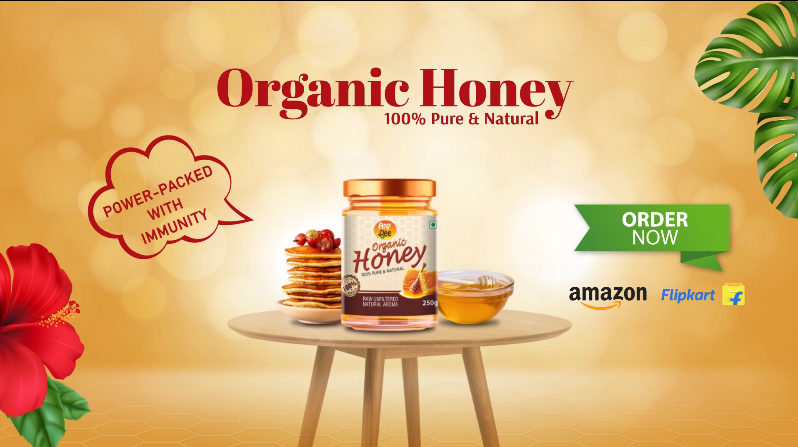 Organic Honey
100% Pure & Natural
POWER-PACKED
WITH
IMMUNITY
Organic
Honey
100% PURE & NATURAL
RAW UNFILTERED
NATURAL AROMA
250g
ORDER
NOW
amazon
Flipkart